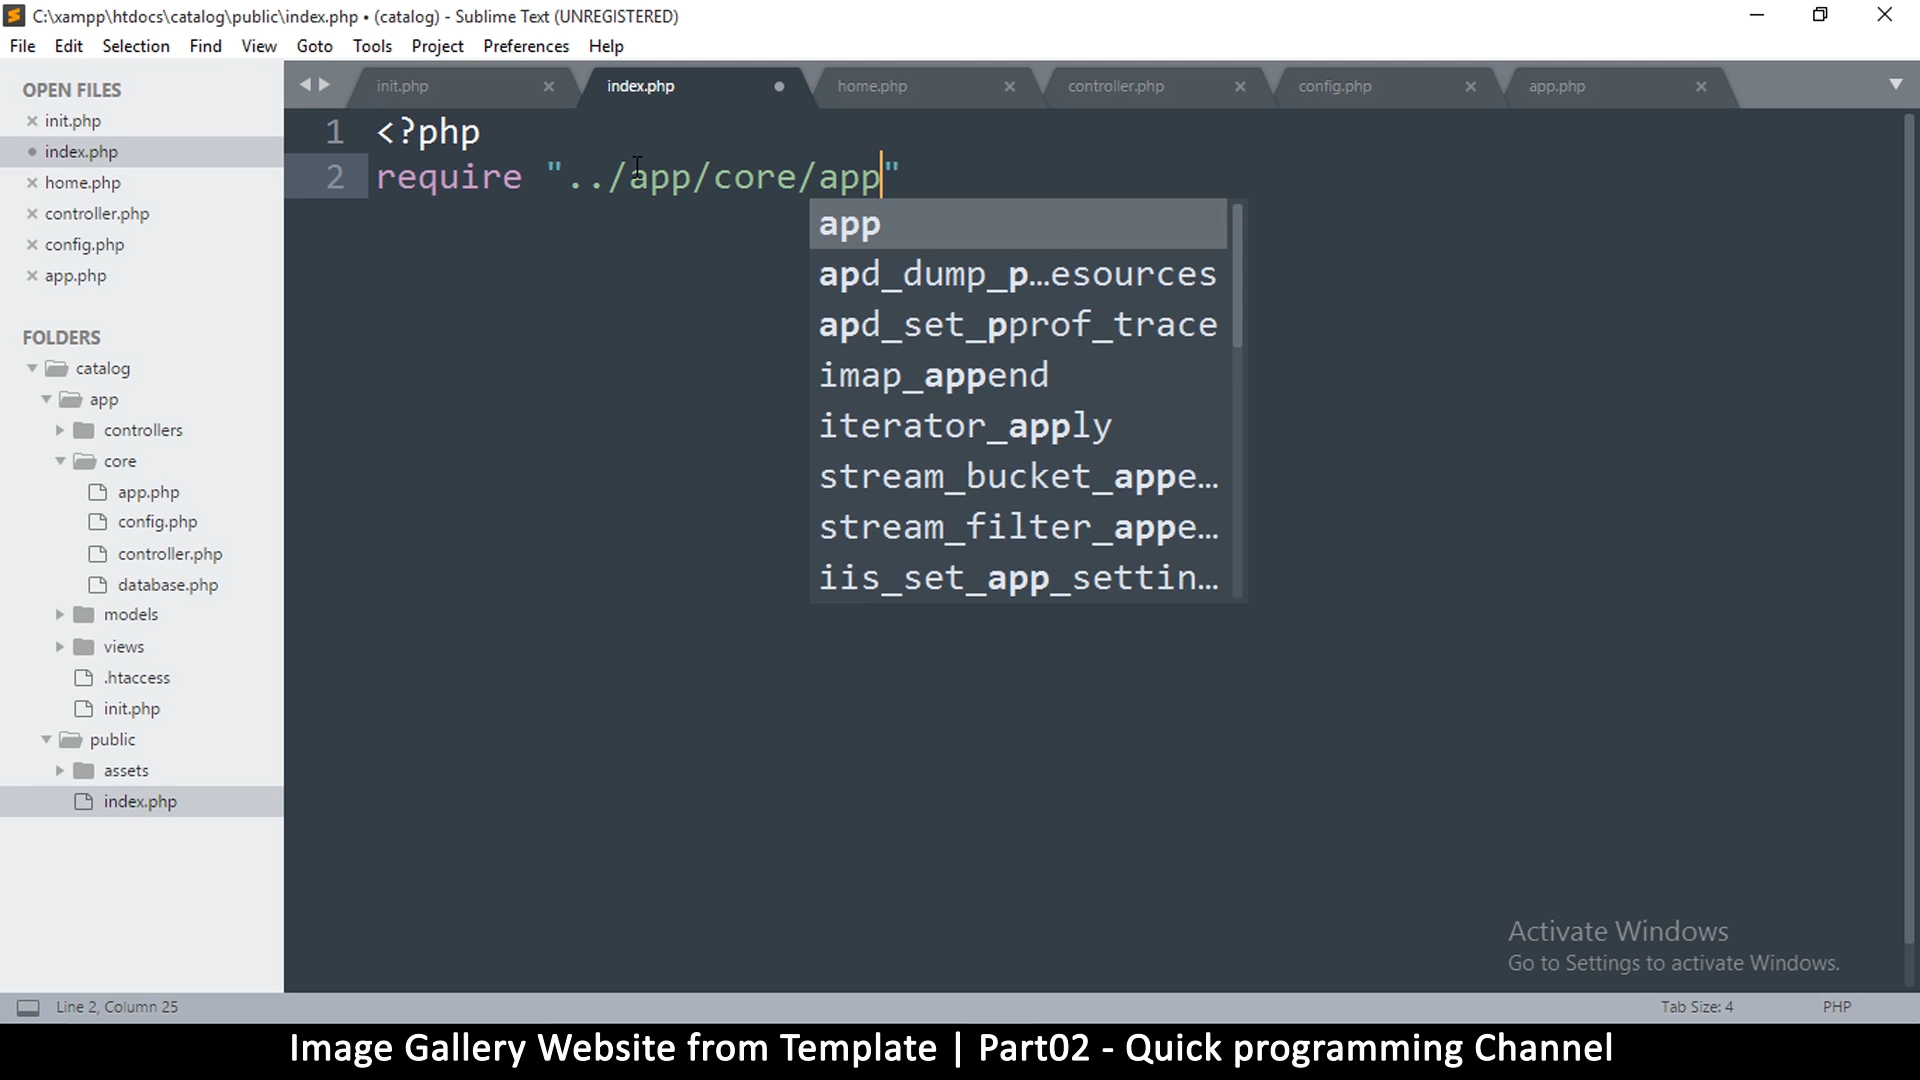 C:\xampp\htdocs\catalog\public\index.php • (catalog) - Sublime Text (UNREGISTERED)
File Edit Selection Find View Goto Tools Project Preferences Help
OPEN FILES
init.php
index.php
home.php
controller.php
config.php
app.php
FOLDERS
catalog
app
controllers
core
app.php
config.php
controller.php
database.php
models
views
.htaccess
init.php
public
assets
index.php
init.php index.php home.php controller.php config.php app.php
1 <?php
2 require "../app/core/app"
app
apd_dump_p…esources
apd_set_pprof_trace
imap_append
iterator_apply
stream_bucket_appe…
stream_filter_appe…
iis_set_app_settin…
Activate Windows
Go to Settings to activate Windows.
Line 2, Column 25 Tab Size: 4 PHP
Image Gallery Website from Template | Part02 - Quick programming Channel